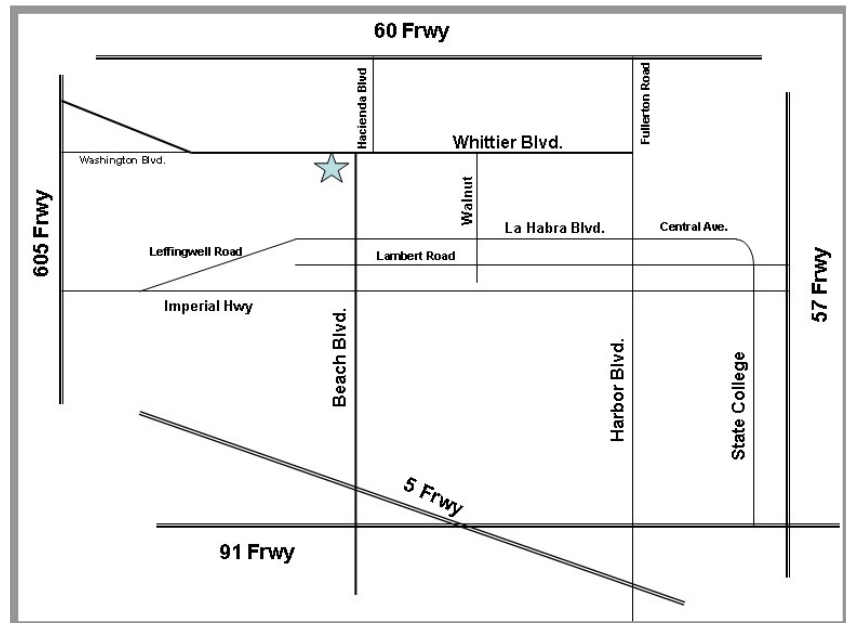 60 Frwy
Hacienda Blvd
Fullerton Road
Whittier Blvd.
Washington Blvd.
Walnut
La Habra Blvd.
Central Ave.
605 Frwy
Leffingwell Road
Lambert Road
57 Frwy
Imperial Hwy
Beach Blvd.
Harbor Blvd.
State College
5 Frwy
91 Frwy